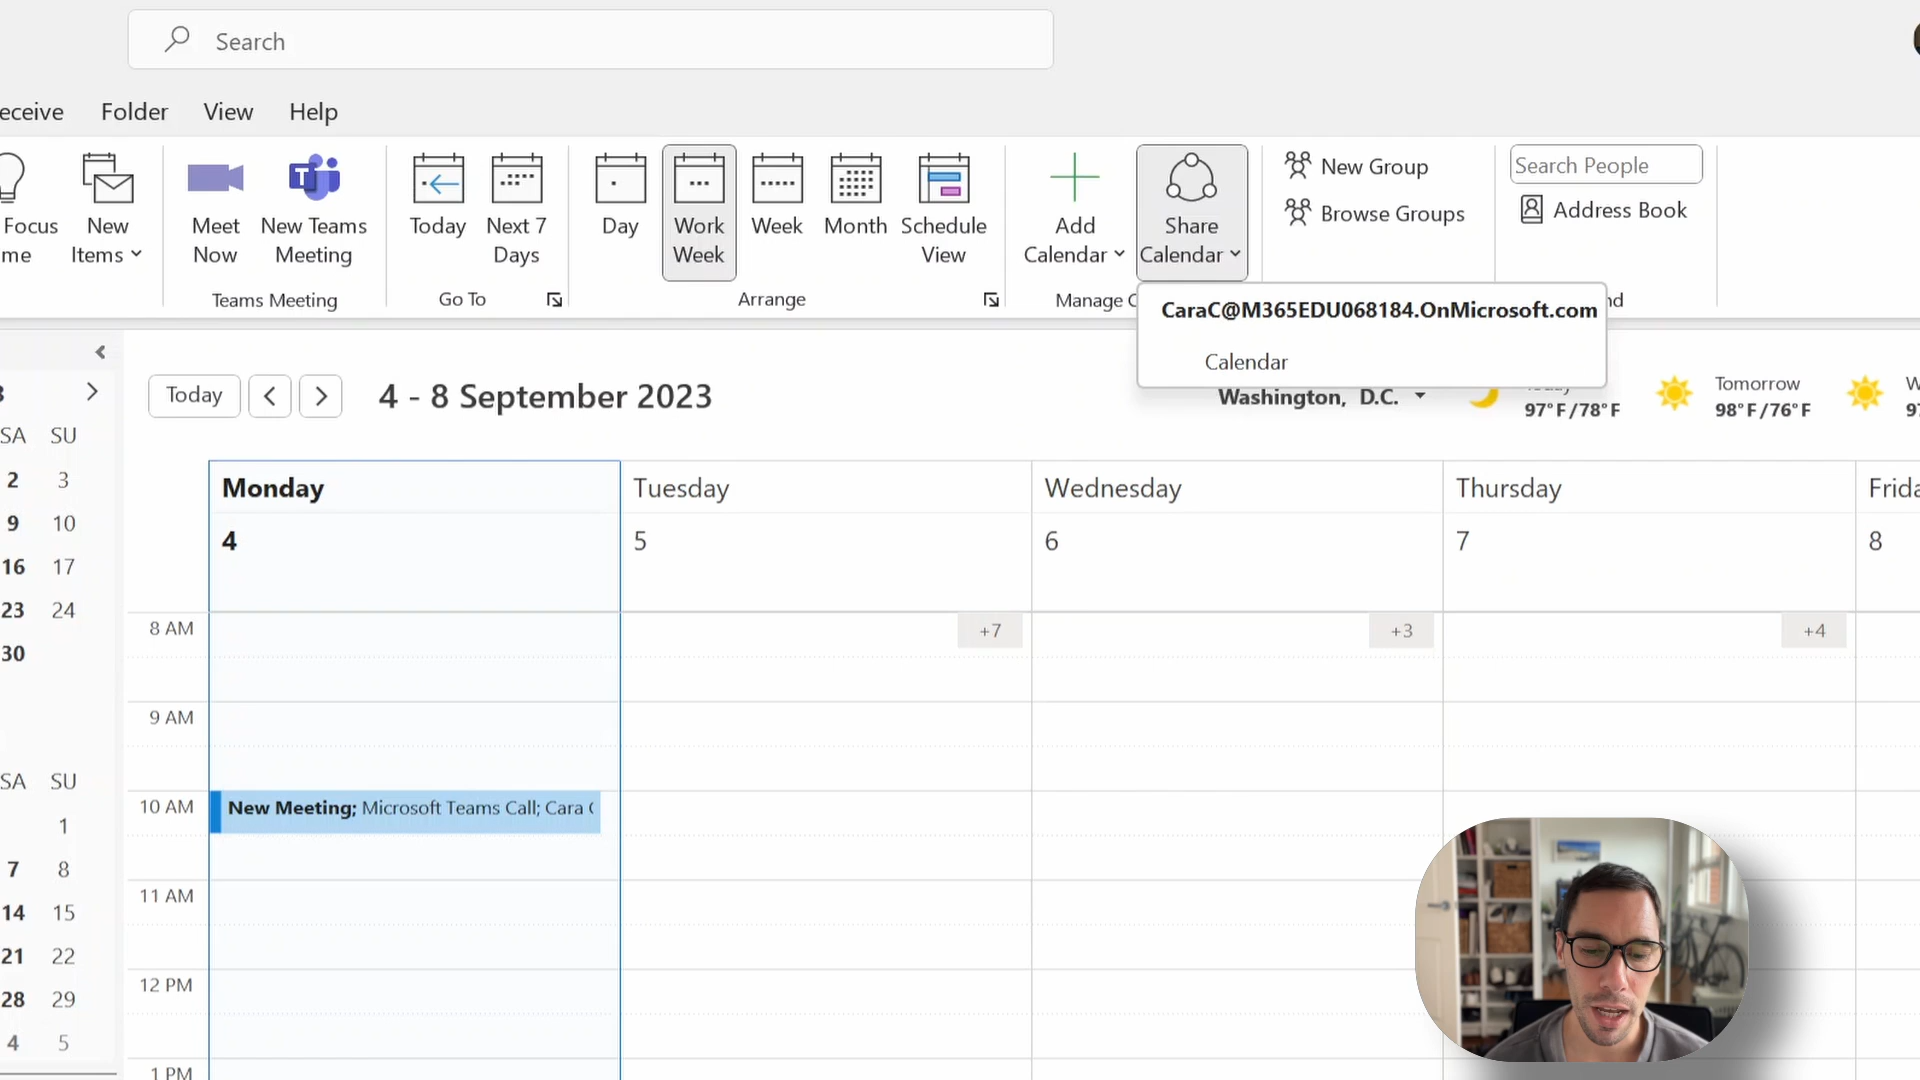 Search
eceive Folder View Help
Focus
me
New
Items
Meet
Now
New Teams
Meeting
Teams Meeting
Today
Next 7
Days
Go To
Day
Work
Week
Week
Month
Schedule
View
Arrange
Add
Calendar
Share
Calendar
Manage C
New Group
Browse Groups
Search People
Address Book
nd
CaraC@M365EDU068184.OnMicrosoft.com
Calendar
Today
4 - 8 September 2023
Washington, D.C.
97°F/78°F
Tomorrow
98°F/76°F
W
97
SA SU
2 3
9 10
16 17
23 24
30
SA SU
1
7 8
14 15
21 22
28 29
4 5
Monday Tuesday Wednesday Thursday Frida
4 5 6 7 8
8 AM
+7 +3 +4
9 AM
10 AM
New Meeting; Microsoft Teams Call; Cara
11 AM
12 PM
1 PM